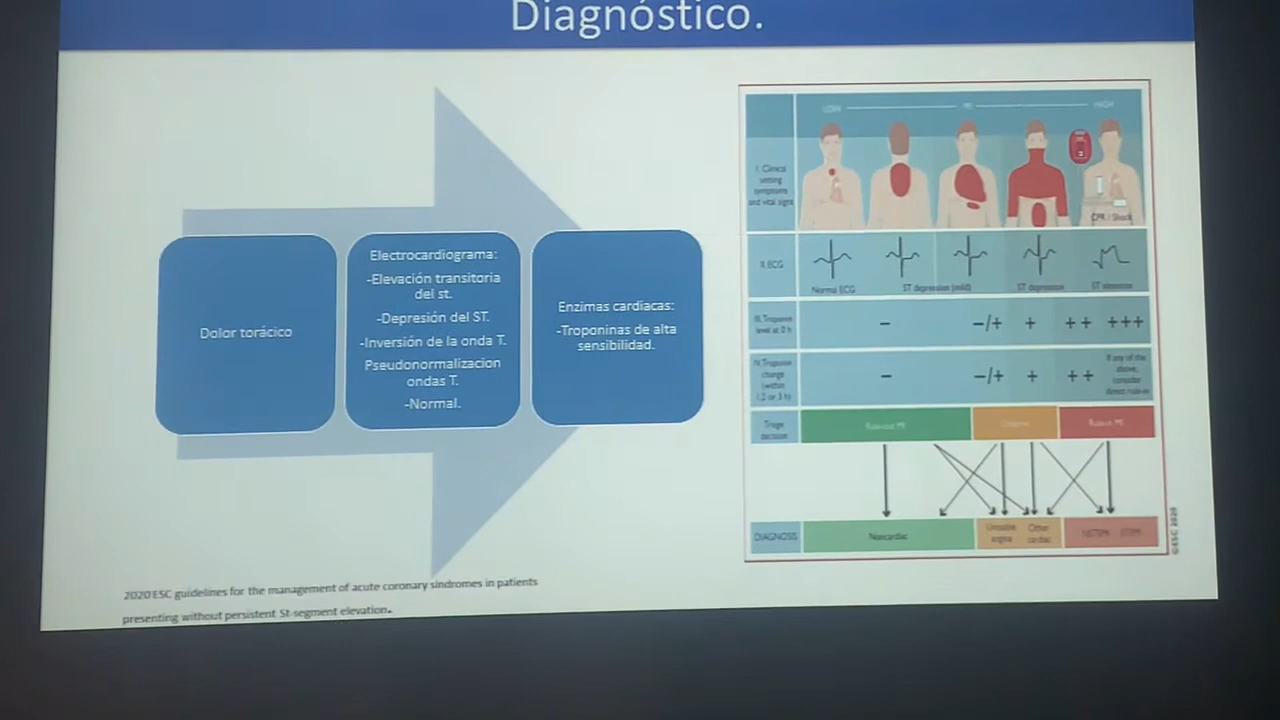 Diagnóstico.
Dolor torácico
Electrocardiograma:
-Elevación transitoria
del st.
-Depresión del ST.
-Inversión de la onda T.
Pseudonormalizacion
ondas T.
-Normal.
Enzimas cardiacas:
-Troponinas de alta
sensibilidad.
LOW
MI
HIGH
I. Clinical
setting
symptoms
and vital signs
CPR / Shock
II. ECG
Normal ECG
ST depression (mild)
ST depression
ST elevation
III. Troponin
level at 0 h
−
−/+
+
++
+++
IV. Troponin
change
(within
1,2 or 3 h)
−
−/+
+
++
If any of the
above,
consider
direct rule-in
Triage
decision
Rule-out MI
Observe
Rule-in MI
DIAGNOSIS
Noncardiac
Unstable
angina
Other
cardiac
NSTEMI
STEMI
©ESC 2020
2020 ESC guidelines for the management of acute coronary sindromes in patients
presenting without persistent St-segment elevation.